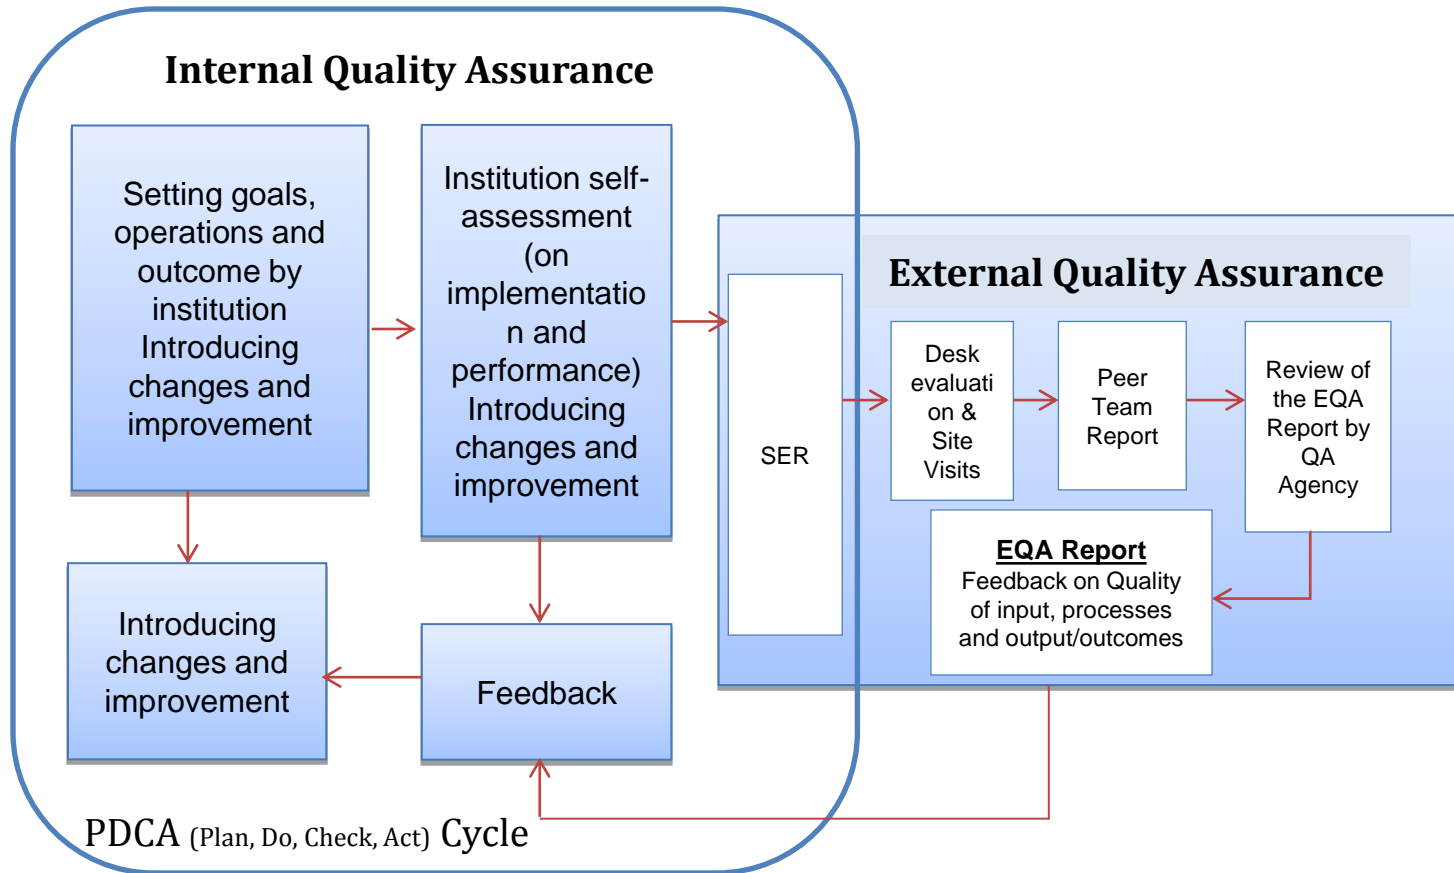 Internal Quality Assurance
Setting goals,
operations and
outcome by
institution
Introducing
changes and
improvement
Institution self-
assessment
(on
implementatio
n and
performance)
Introducing
changes and
improvement
Introducing
changes and
improvement
Feedback
PDCA (Plan, Do, Check, Act) Cycle
External Quality Assurance
SER
Desk
evaluati
on &
Site
Visits
Peer
Team
Report
Review of
the EQA
Report by
QA
Agency
EQA Report
Feedback on Quality
of input, processes
and output/outcomes